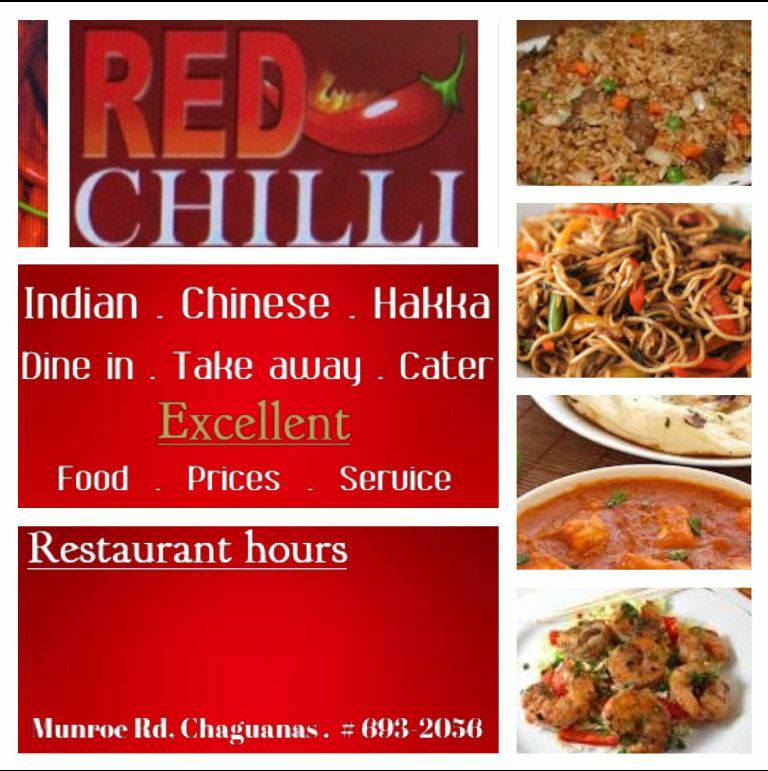 RED
CHILLI
Indian . Chinese . Hakka
Dine in . Take away . Cater
Excellent
Food . Prices . Service
Restaurant hours
Munroe Rd, Chaguanas . # 693-2056